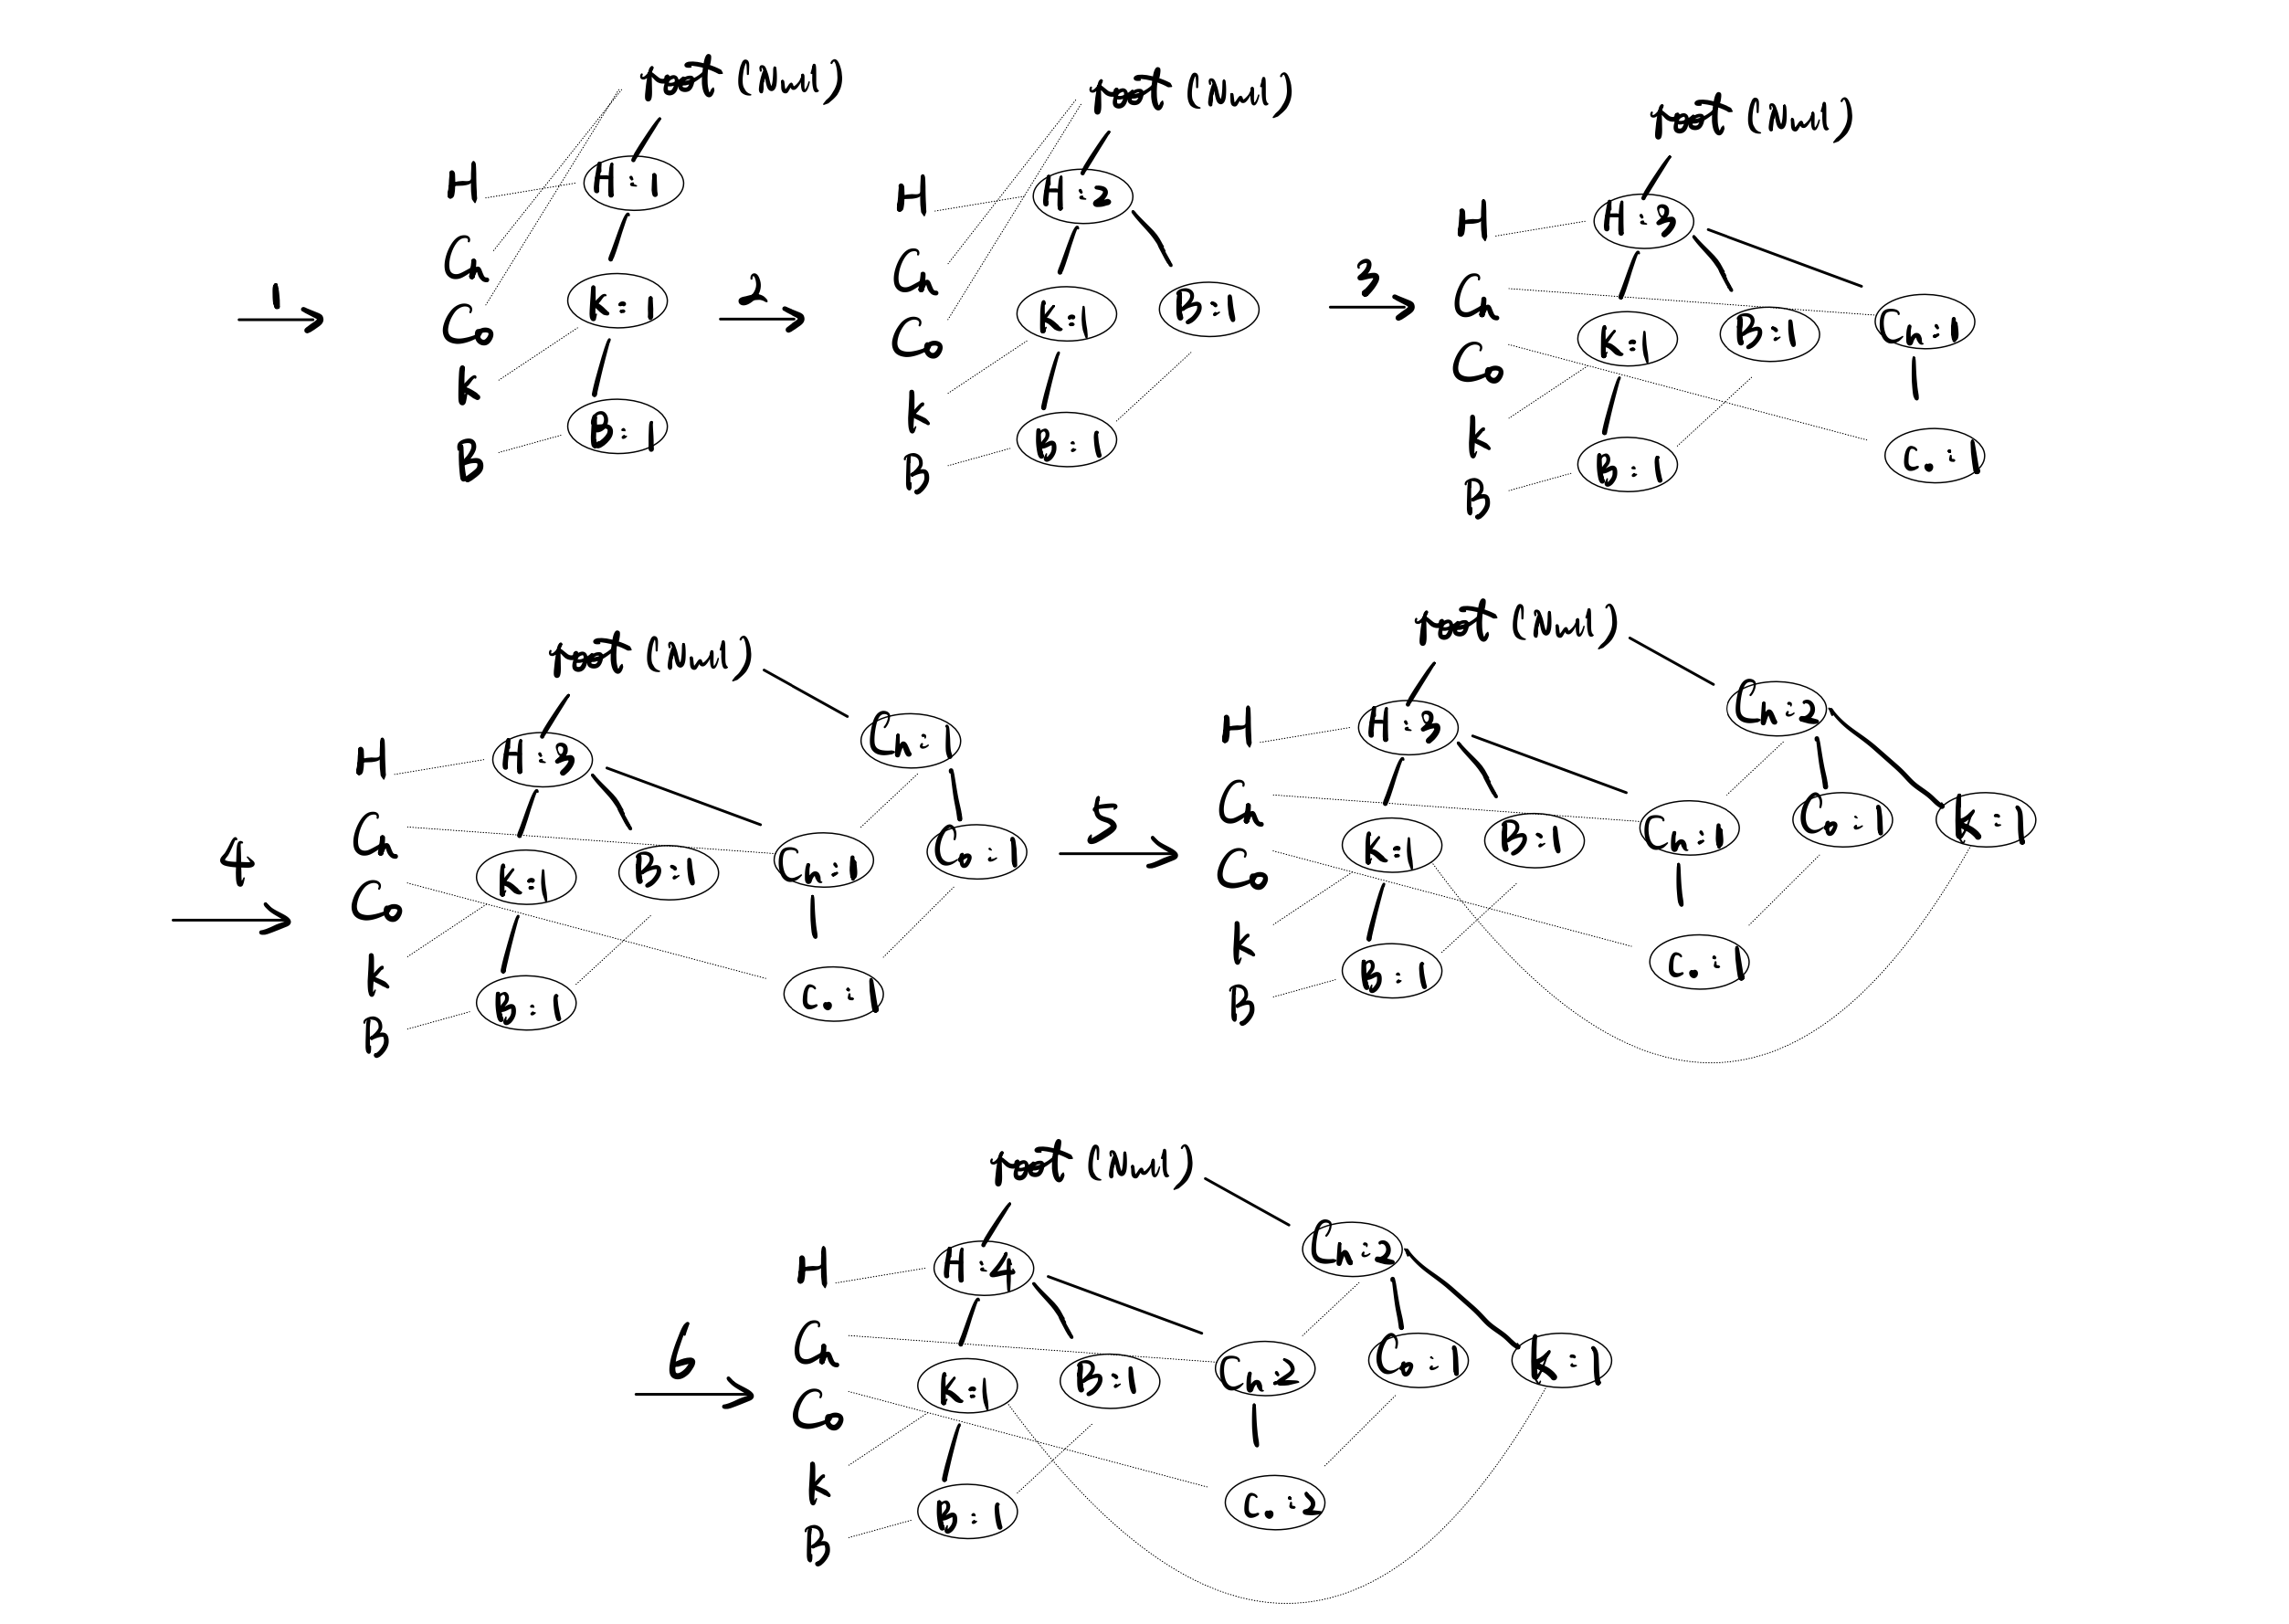 1
root (Null)
H
H : 1
Ch
Co
K : 1
K
B : 1
B
2
root (Null)
H
H : 2
Ch
K : 1
B : 1
Co
K
B : 1
B
3
root (Null)
H
H : 3
Ch
K : 1
B : 1
Ch : 1
Co
K
B : 1
Co : 1
B
4
root (Null)
H
H : 3
Ch : 1
Ch
K : 1
B : 1
Ch : 1
Co : 1
Co
K
B : 1
Co : 1
B
5
root (Null)
H
H : 3
Ch : 2
Ch
K : 1
B : 1
Ch : 1
Co : 1
K : 1
Co
K
B : 1
Co : 1
B
6
root (Null)
H
H : 4
Ch : 2
Ch
K : 1
B : 1
Ch : 2
Co : 1
K : 1
Co
K
B : 1
Co : 2
B